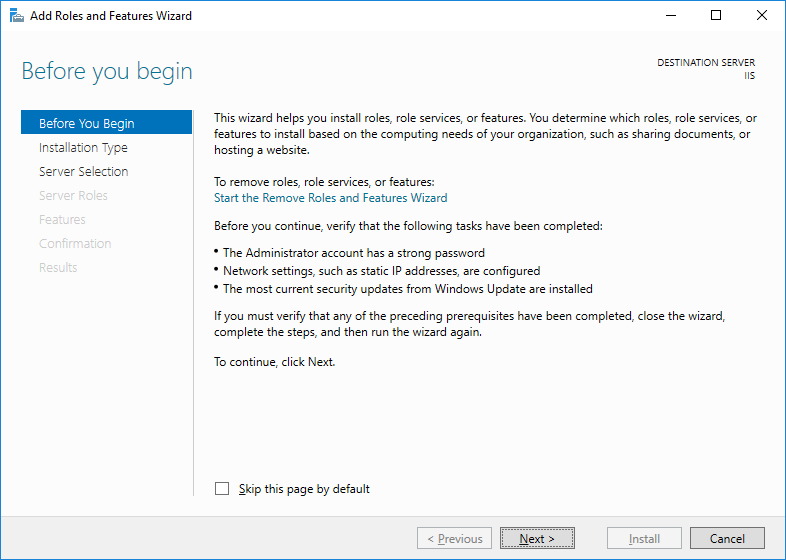 Add Roles and Features Wizard
Before you begin
DESTINATION SERVER
IIS
Before You Begin
Installation Type
Server Selection
Server Roles
Features
Confirmation
Results
This wizard helps you install roles, role services, or features. You determine which roles, role services, or
features to install based on the computing needs of your organization, such as sharing documents, or
hosting a website.
To remove roles, role services, or features:
Start the Remove Roles and Features Wizard
Before you continue, verify that the following tasks have been completed:
• The Administrator account has a strong password
• Network settings, such as static IP addresses, are configured
• The most current security updates from Windows Update are installed
If you must verify that any of the preceding prerequisites have been completed, close the wizard,
complete the steps, and then run the wizard again.
To continue, click Next.
Skip this page by default
< Previous
Next >
Install
Cancel